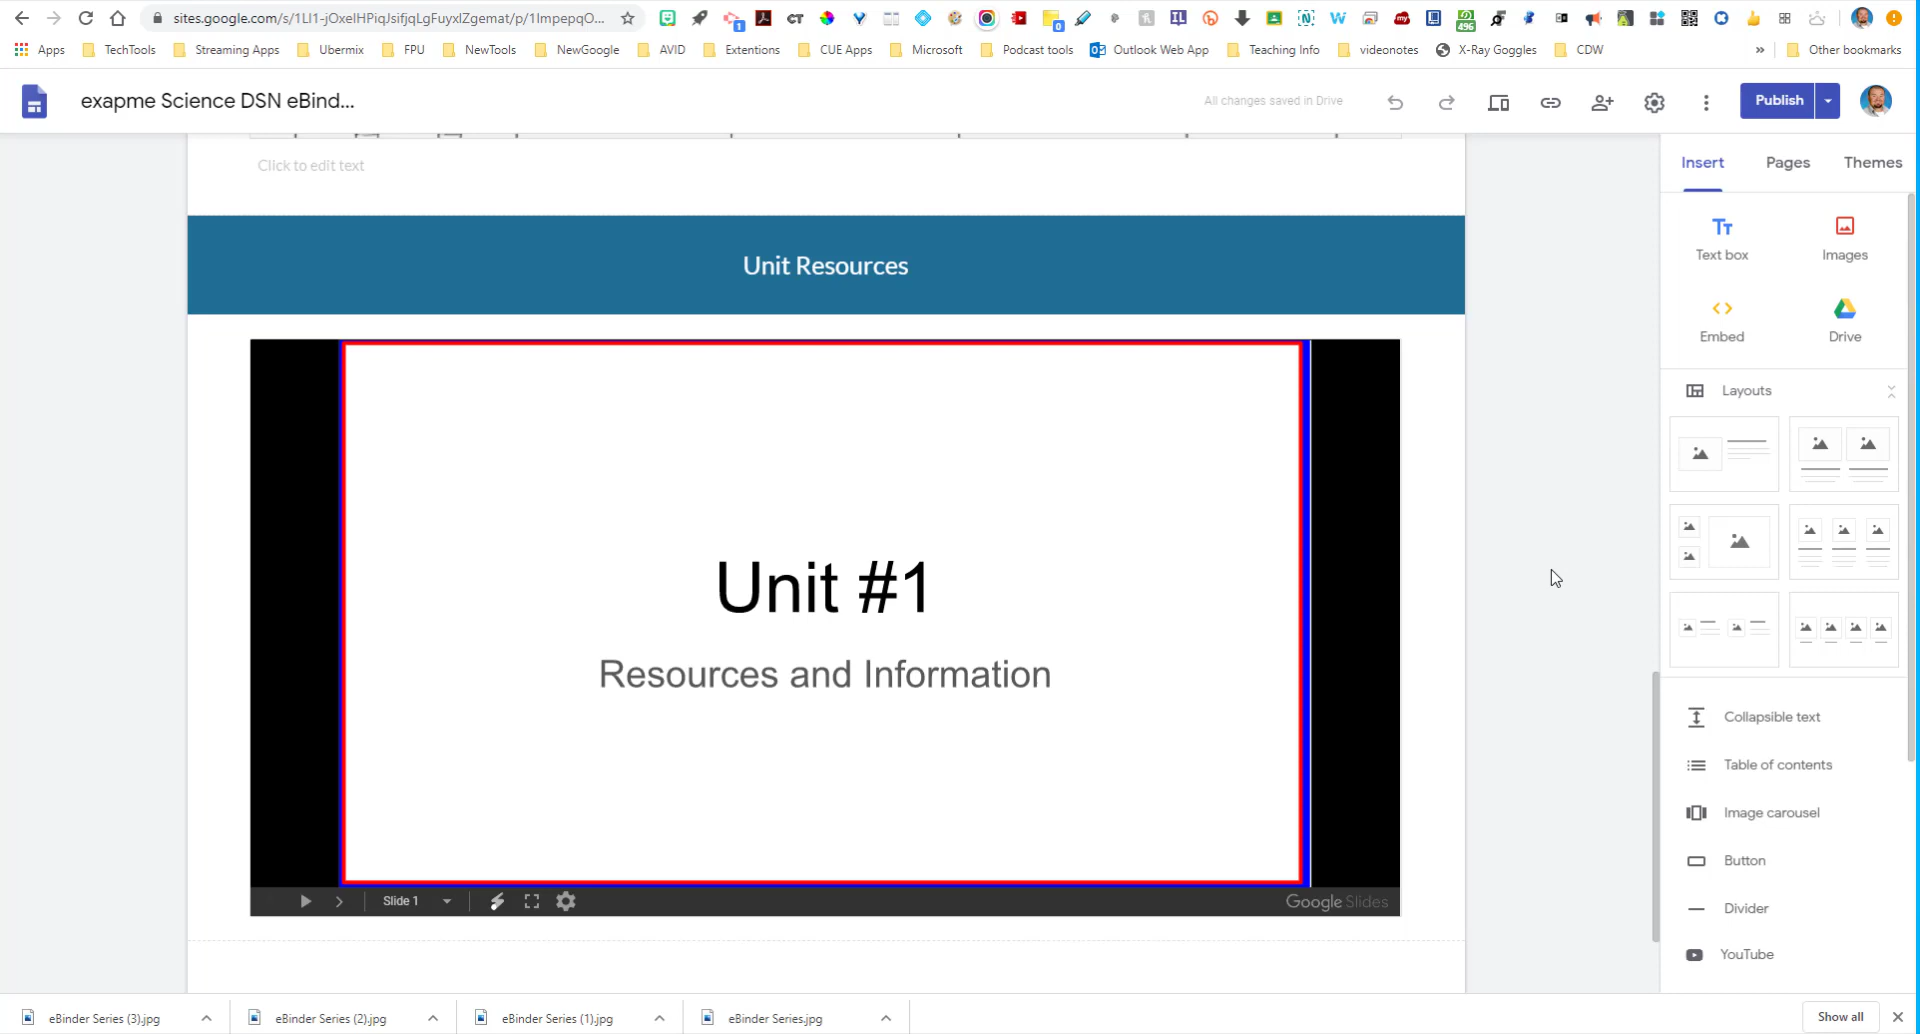 sites.google.com/s/1LI1-jOxelHPiqJsifjqLgFuyxlZgemat/p/1ImpepqO...
Apps TechTools Streaming Apps Ubermix FPU NewTools NewGoogle AVID Extentions CUE Apps Microsoft Podcast tools Outlook Web App Teaching Info videonotes X-Ray Goggles CDW » Other bookmarks
exapme Science DSN eBind...
All changes saved in Drive
Publish
Insert Pages Themes
Click to edit text
Text box Images
Unit Resources
Embed Drive
Layouts
Unit #1
Resources and Information
Collapsible text
Table of contents
Image carousel
Button
Divider
YouTube
Slide 1
Google Slides
eBinder Series (3).jpg eBinder Series (2).jpg eBinder Series (1).jpg eBinder Series.jpg Show all